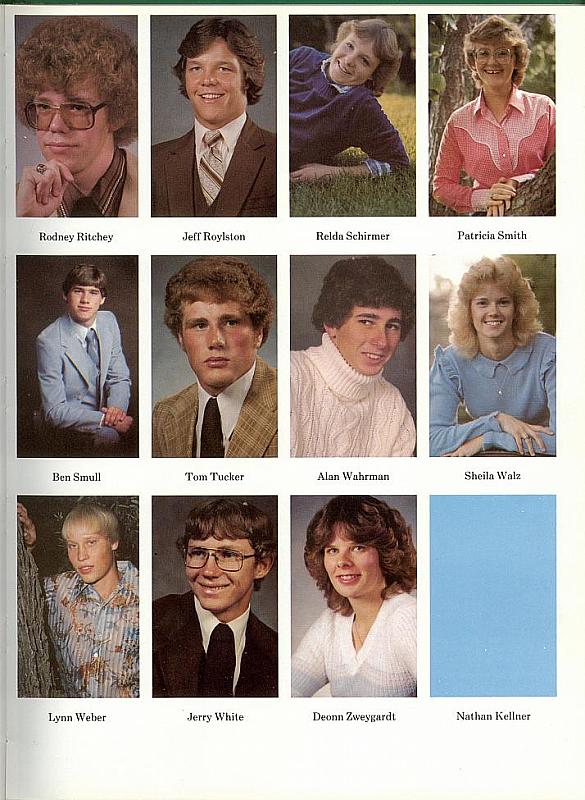 Rodney Ritchey Jeff Roylston Relda Schirmer Patricia Smith
Ben Smull Tom Tucker Alan Wahrman Sheila Walz
Lynn Weber Jerry White Deonn Zweygardt Nathan Kellner